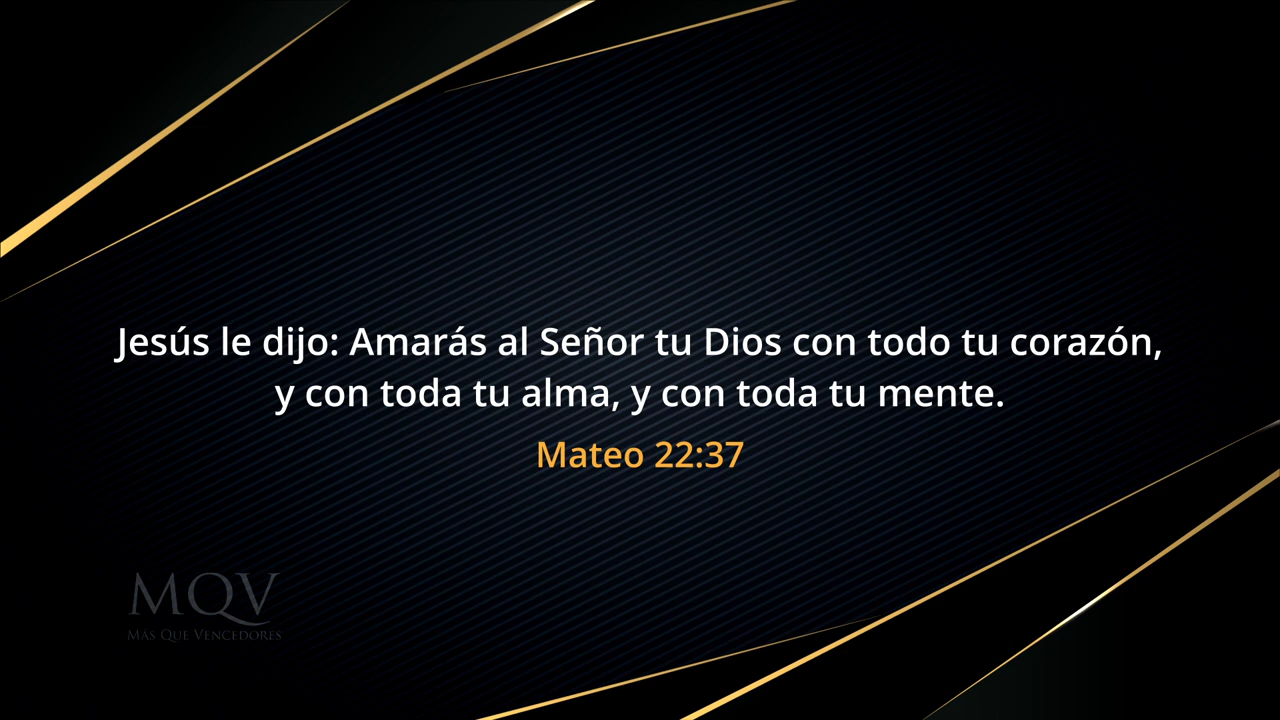 Jesús le dijo: Amarás al Señor tu Dios con todo tu corazón,
y con toda tu alma, y con toda tu mente.
Mateo 22:37
MQV
MÁS QUE VENCEDORES